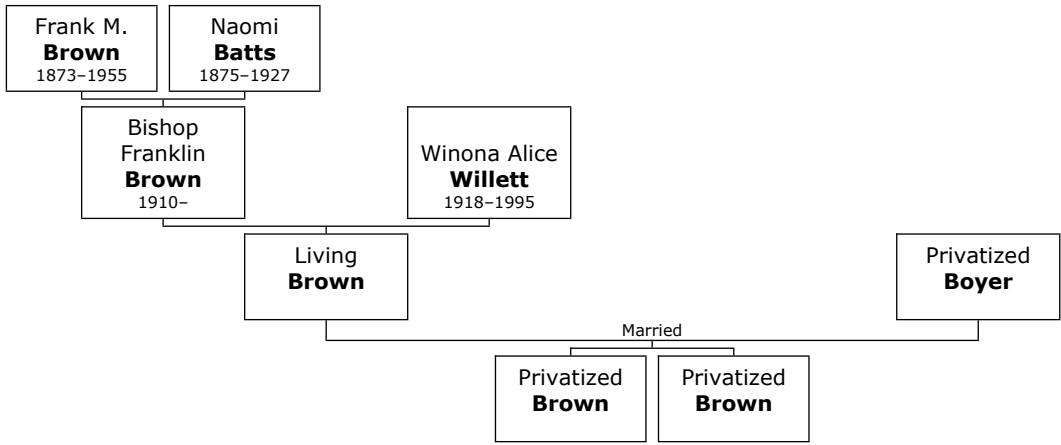 Frank M.
Brown
1873–1955
Naomi
Batts
1875–1927
Bishop
Franklin
Brown
1910–
Winona Alice
Willett
1918–1995
Living
Brown
Privatized
Boyer
Married
Privatized
Brown
Privatized
Brown